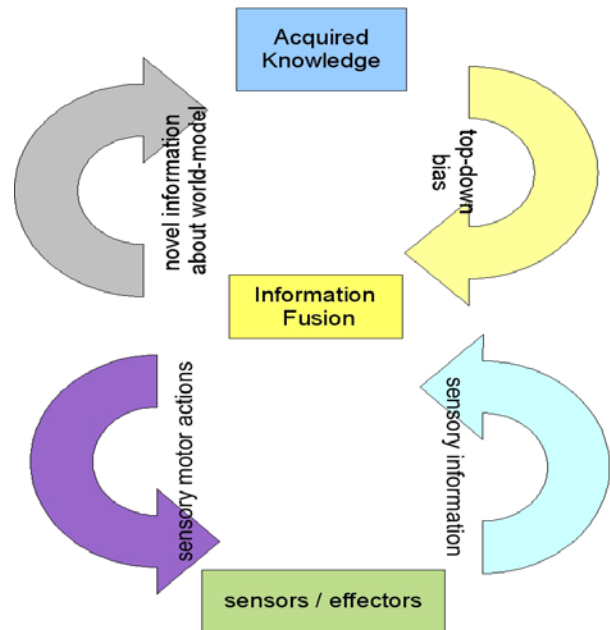 Acquired
Knowledge
novel information
about world-model
top-down
bias
Information
Fusion
sensory motor actions
sensory information
sensors / effectors